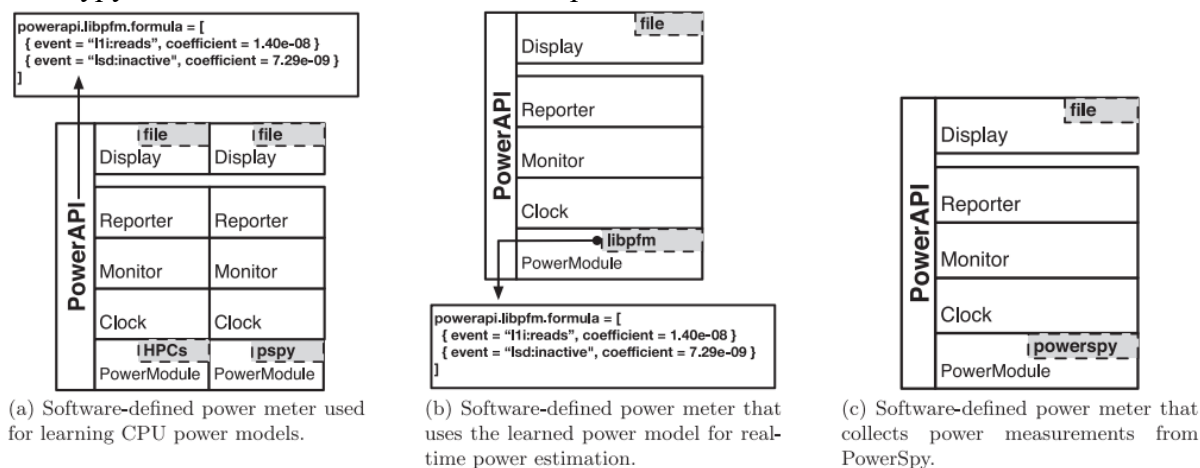 powerapi.libpfm.formula = [
{ event = “l1i:reads”, coefficient = 1.40e-08 }
{ event = “lsd:inactive", coefficient = 7.29e-09 }
]
PowerAPI
file
file
Display
Display
Reporter
Reporter
Monitor
Monitor
Clock
Clock
HPCs
pspy
PowerModule
PowerModule
(a) Software-defined power meter used
for learning CPU power models.
PowerAPI
file
Display
Reporter
Monitor
Clock
libpfm
PowerModule
powerapi.libpfm.formula = [
{ event = “l1i:reads”, coefficient = 1.40e-08 }
{ event = “lsd:inactive", coefficient = 7.29e-09 }
]
(b) Software-defined power meter that
uses the learned power model for real-
time power estimation.
PowerAPI
file
Display
Reporter
Monitor
Clock
powerspy
PowerModule
(c) Software-defined power meter that
collects power measurements from
PowerSpy.